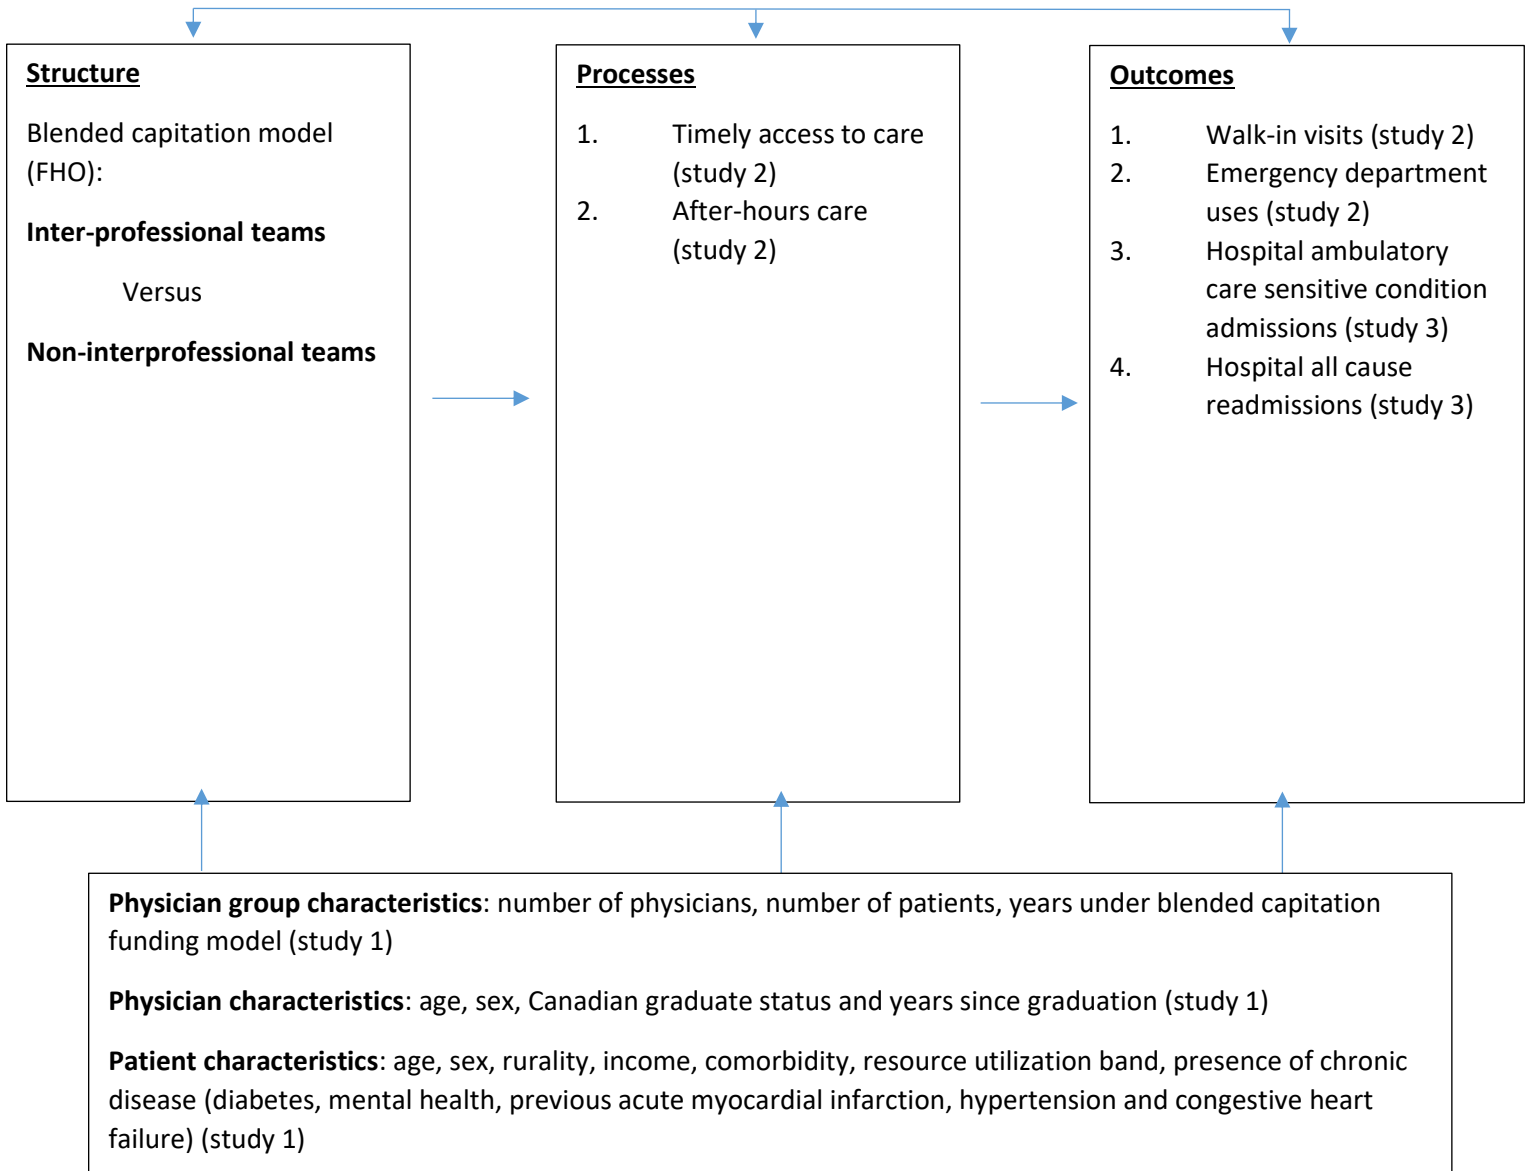 Structure
Blended capitation model
(FHO):
Inter-professional teams
Versus
Non-interprofessional teams
Processes
1. Timely access to care
(study 2)
2. After-hours care
(study 2)
Outcomes
1. Walk-in visits (study 2)
2. Emergency department
uses (study 2)
3. Hospital ambulatory
care sensitive condition
admissions (study 3)
4. Hospital all cause
readmissions (study 3)
Physician group characteristics: number of physicians, number of patients, years under blended capitation
funding model (study 1)
Physician characteristics: age, sex, Canadian graduate status and years since graduation (study 1)
Patient characteristics: age, sex, rurality, income, comorbidity, resource utilization band, presence of chronic
disease (diabetes, mental health, previous acute myocardial infarction, hypertension and congestive heart
failure) (study 1)